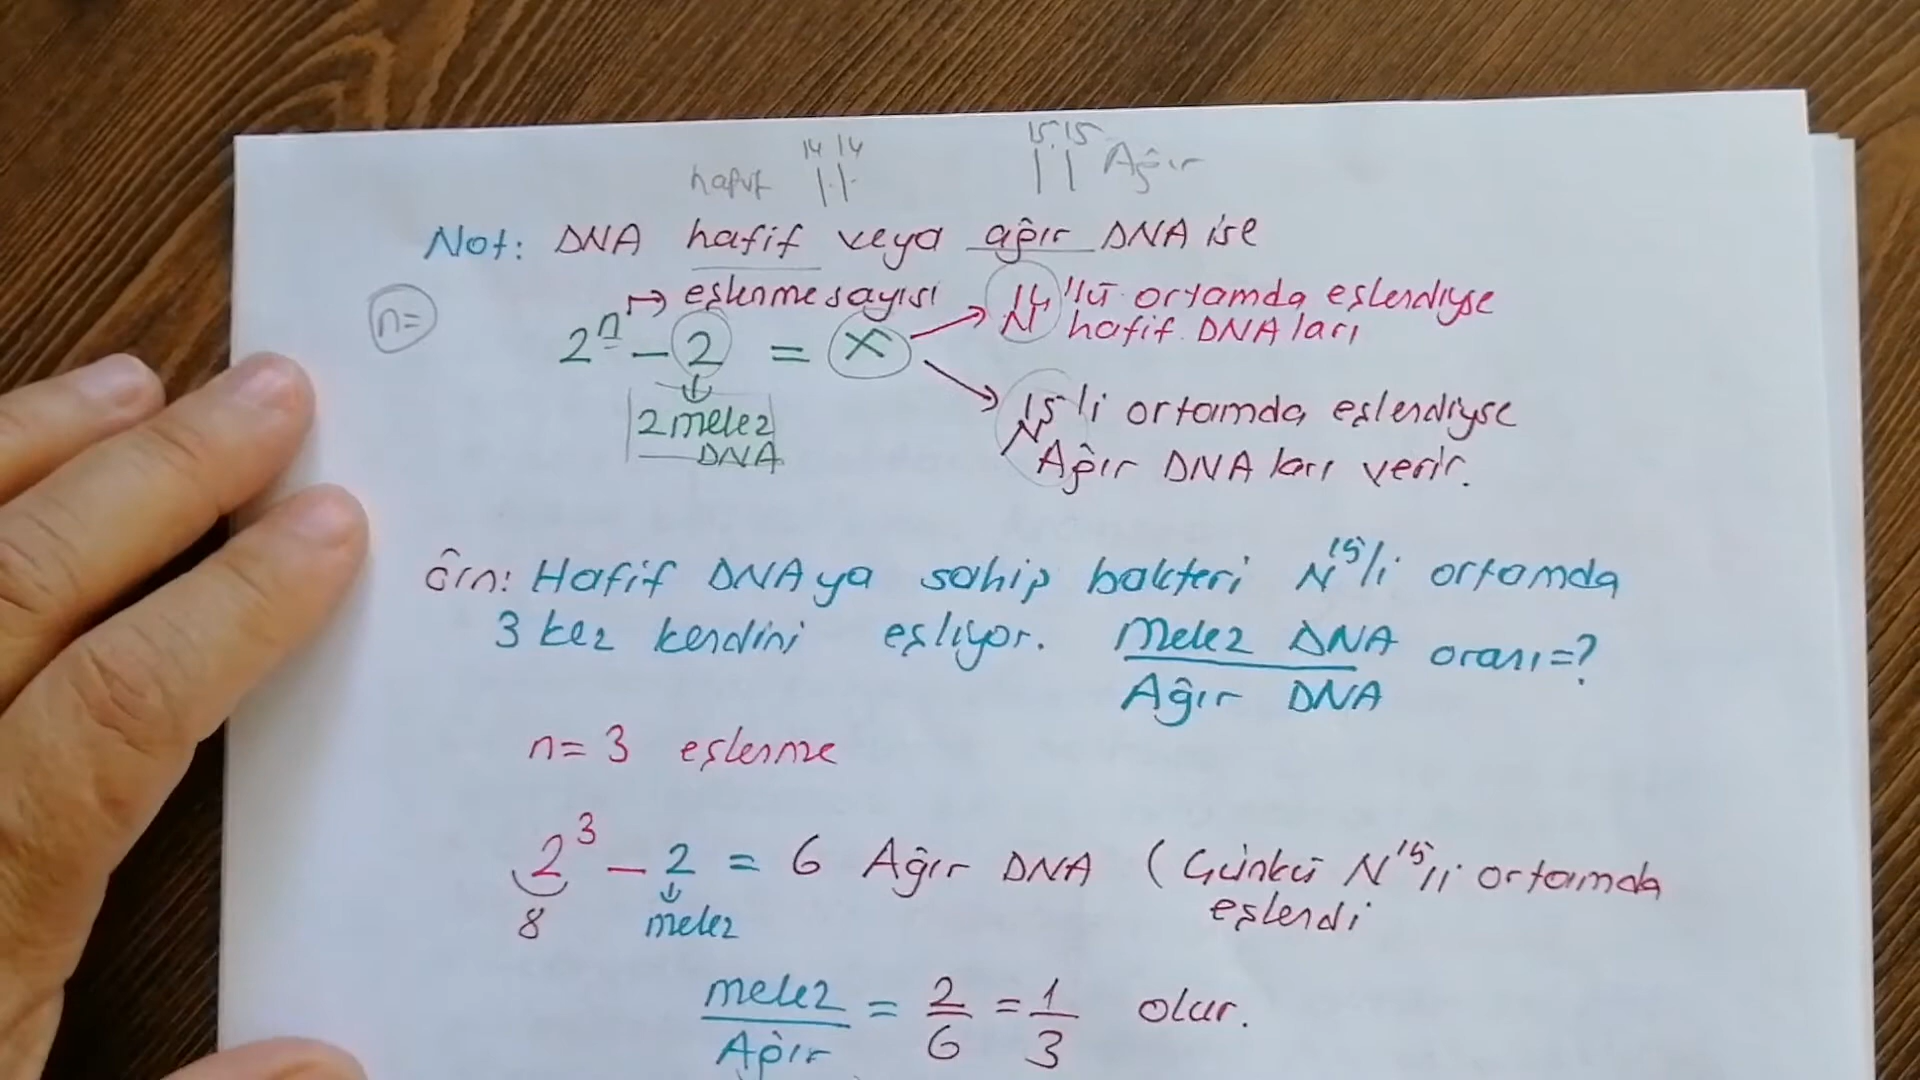 14 14
15 15
hafif || || Ağır
Not: DNA hafif veya ağır DNA ise
n=
→ eşlenme sayısı
2ⁿ - 2 = X
N¹⁴'lü ortamda eşlendiyse
hafif DNA ları
2 melez
DNA
N¹⁵ li ortamda eşlendiyse
Ağır DNA ları verir.
Örn: Hafif DNA ya sahip bakteri N¹⁵ li ortamda
3 kez kendini eşliyor. Melez DNA / Ağır DNA oranı=?
n= 3 eşlenme
2³ - 2 = 6 Ağır DNA (Çünkü N¹⁵ li ortamda
8 melez eşlendi
melez / Ağır = 2/6 = 1/3 olur.